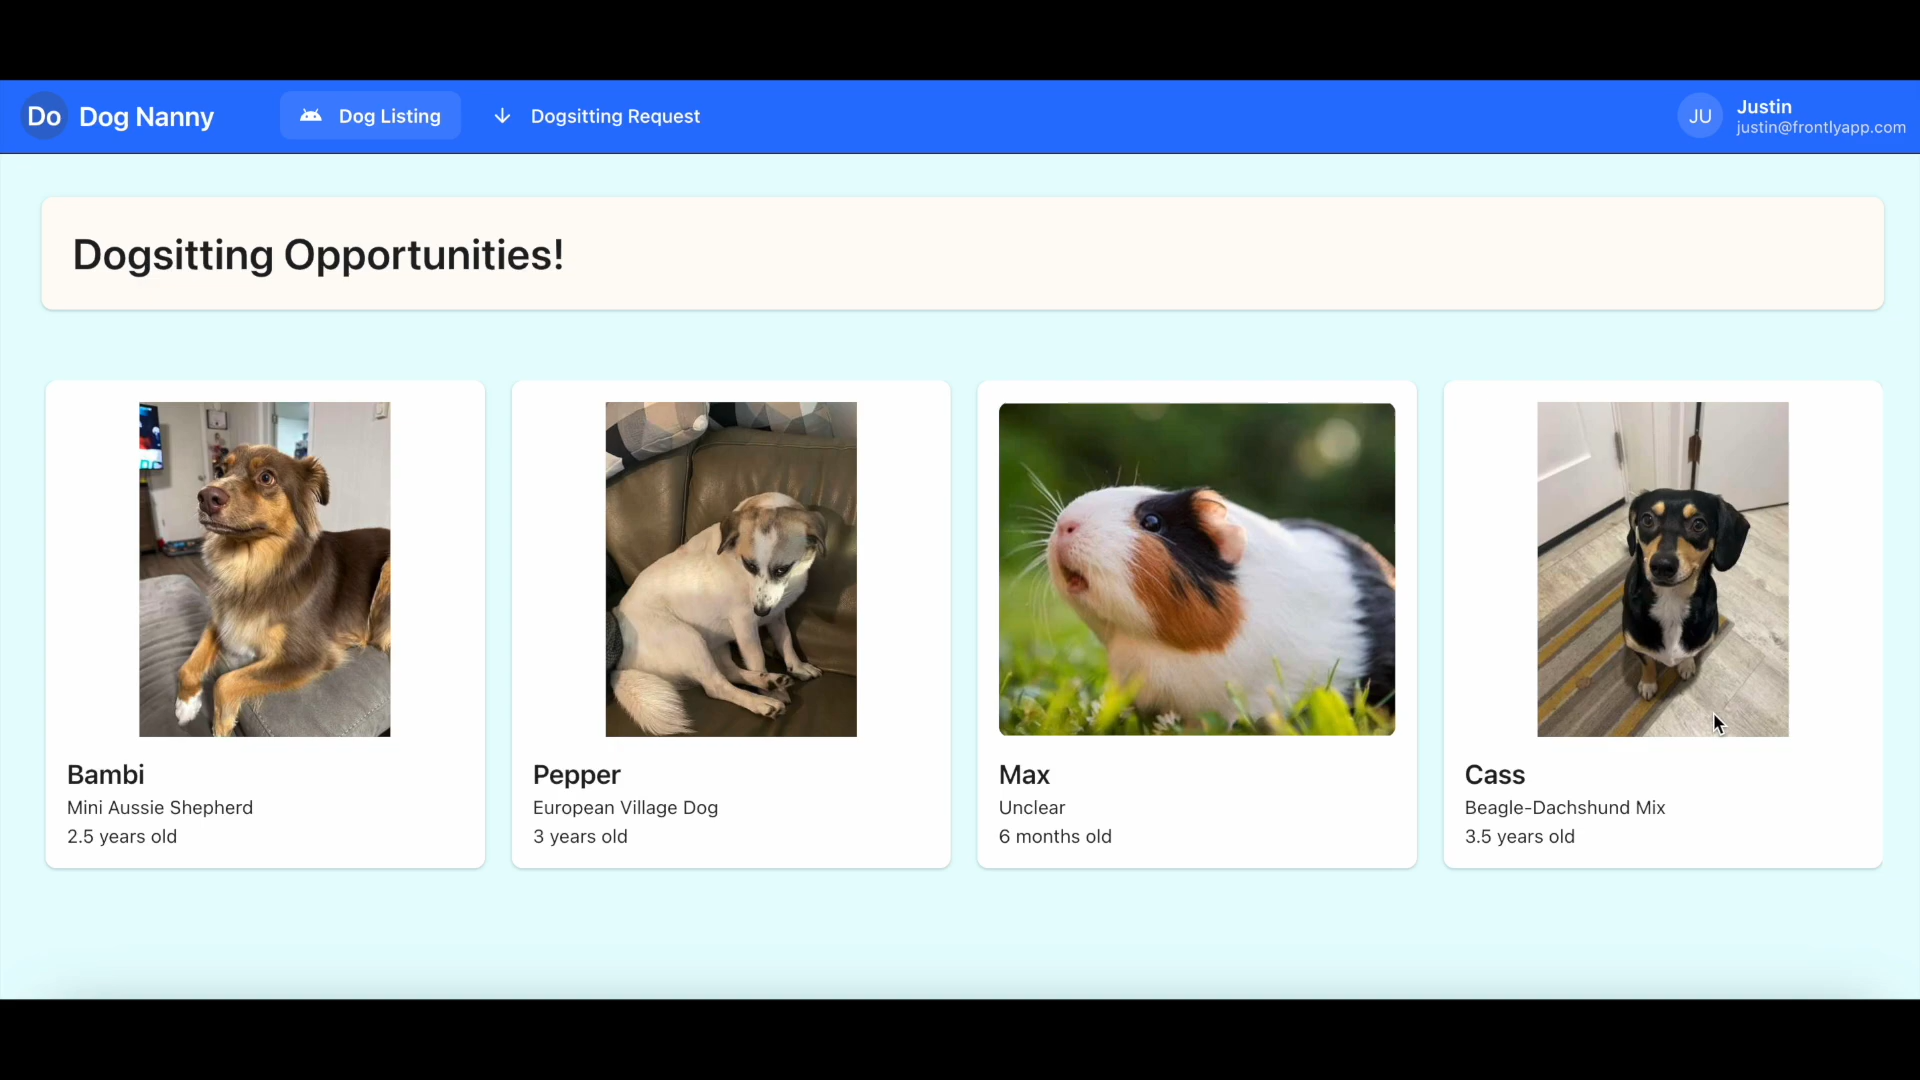 Do Dog Nanny
Dog Listing
Dogsitting Request
JU
Justin
justin@frontlyapp.com
Dogsitting Opportunities!
Bambi
Mini Aussie Shepherd
2.5 years old
Pepper
European Village Dog
3 years old
Max
Unclear
6 months old
Cass
Beagle-Dachshund Mix
3.5 years old